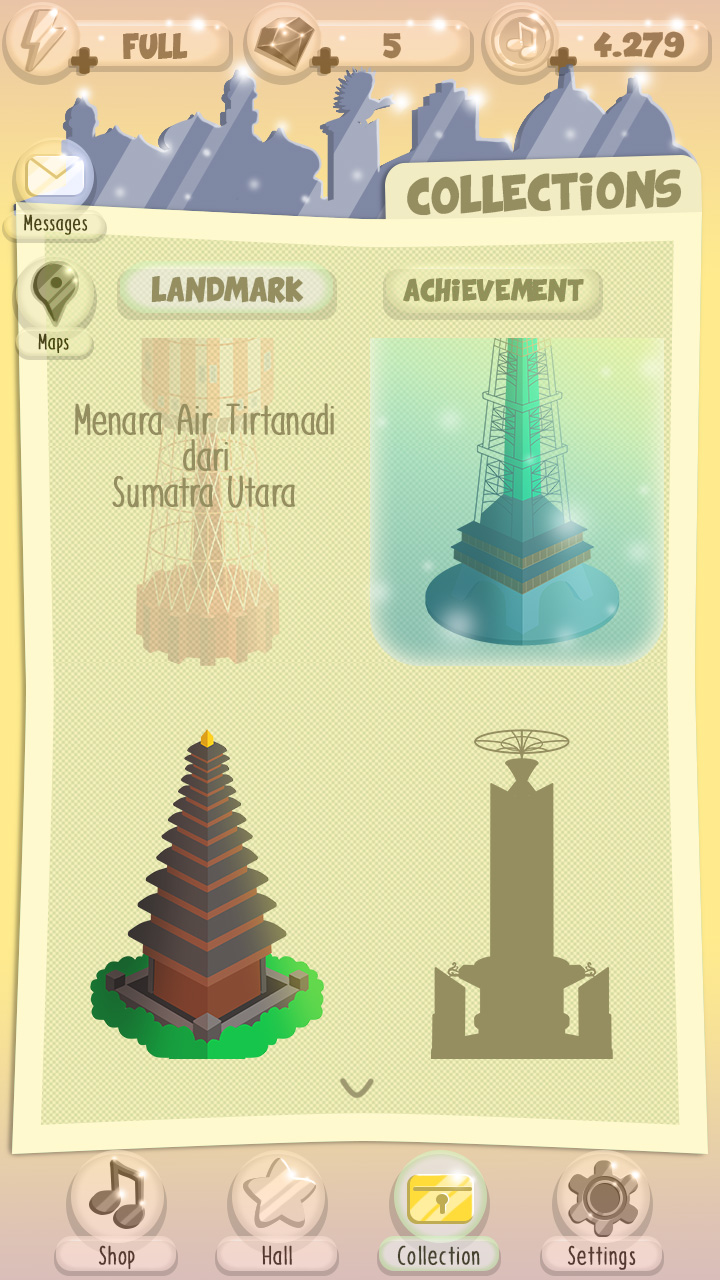 FULL
5
4.279
COLLECTiONS
Messages
LANDMARK
ACHiEVEMENT
Maps
Menara Air Tirtanadi
dari
Sumatra Utara
Shop
Hall
Collection
Settings